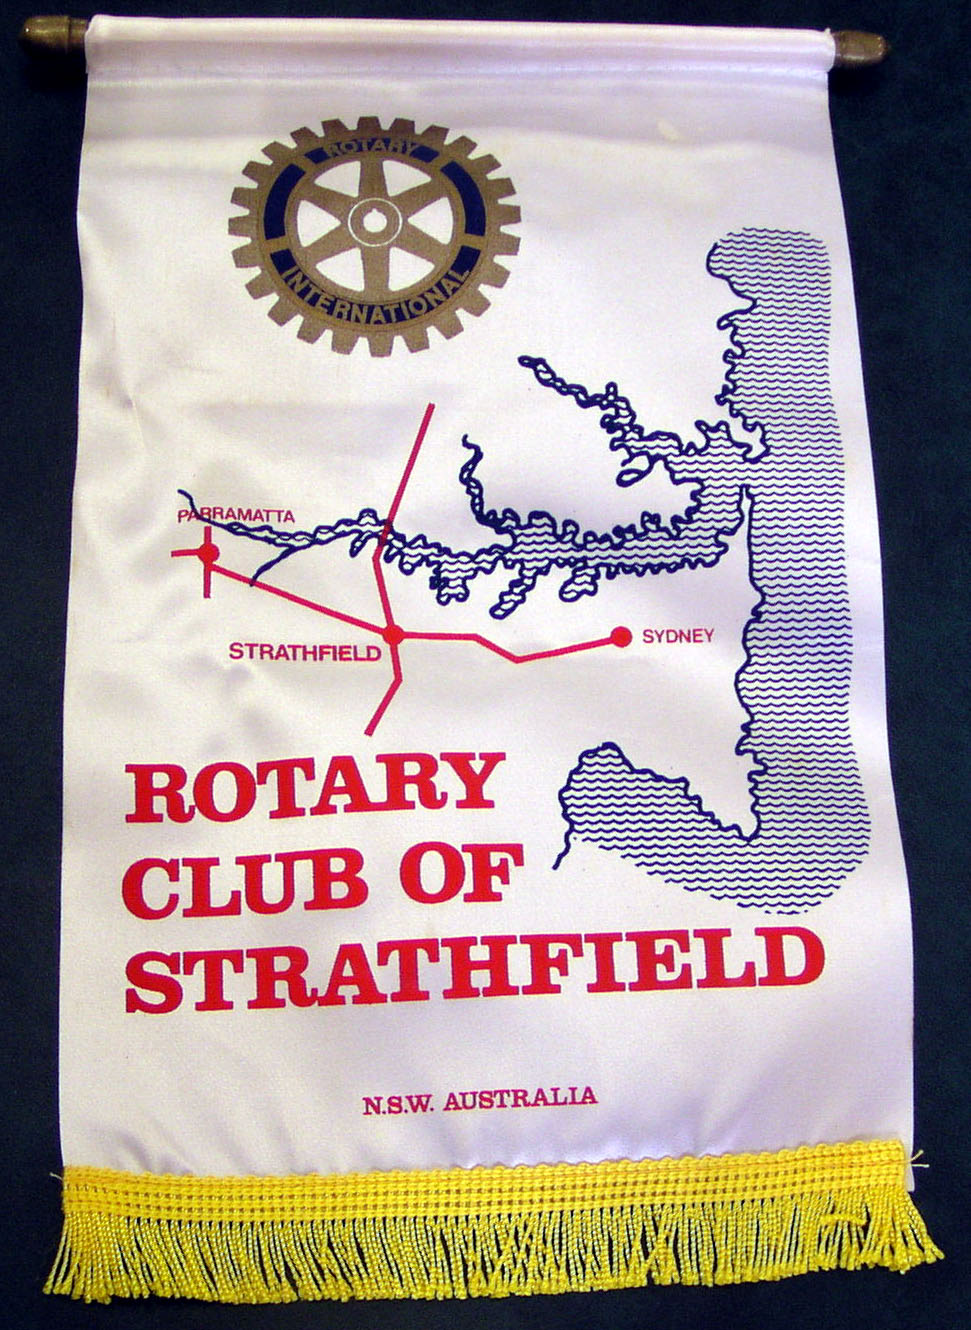 ROTARY
INTERNATIONAL
PARRAMATTA
STRATHFIELD
SYDNEY
ROTARY
CLUB OF
STRATHFIELD
N.S.W. AUSTRALIA